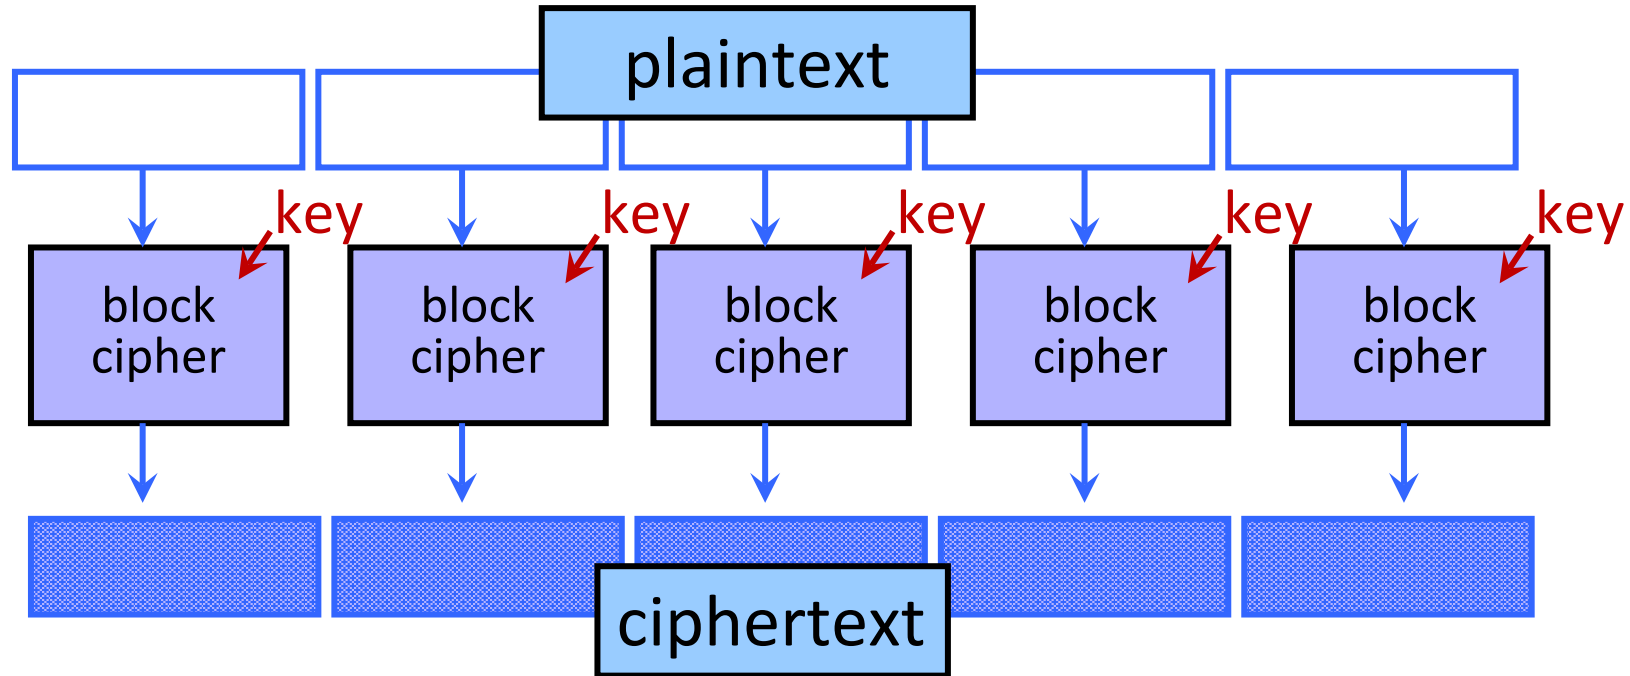 plaintext
key
key
key
key
key
block
cipher
block
cipher
block
cipher
block
cipher
block
cipher
ciphertext